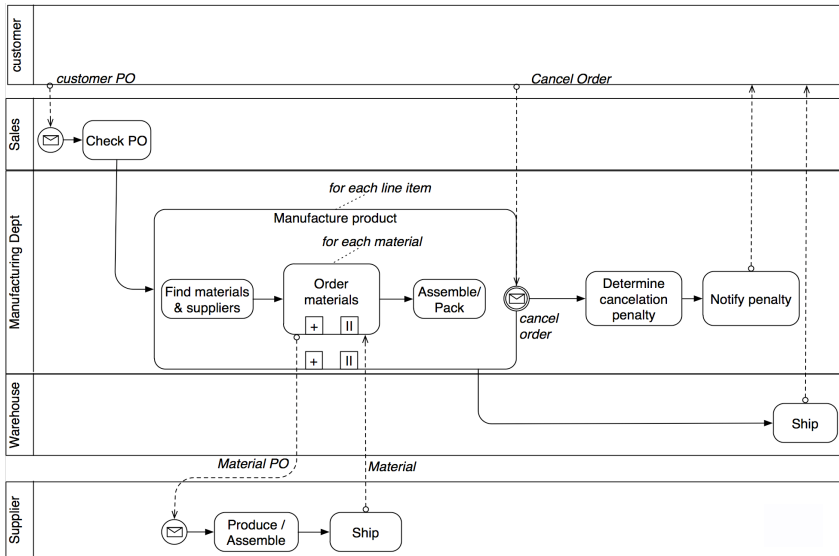 customer
customer PO
Cancel Order
Sales
Check PO
Manufacturing Dept
for each line item
Manufacture product
for each material
Find materials
& suppliers
Order
materials
+ II
Assemble/
Pack
+ II
cancel
order
Determine
cancelation
penalty
Notify penalty
Warehouse
Ship
Material PO
Material
Supplier
Produce /
Assemble
Ship